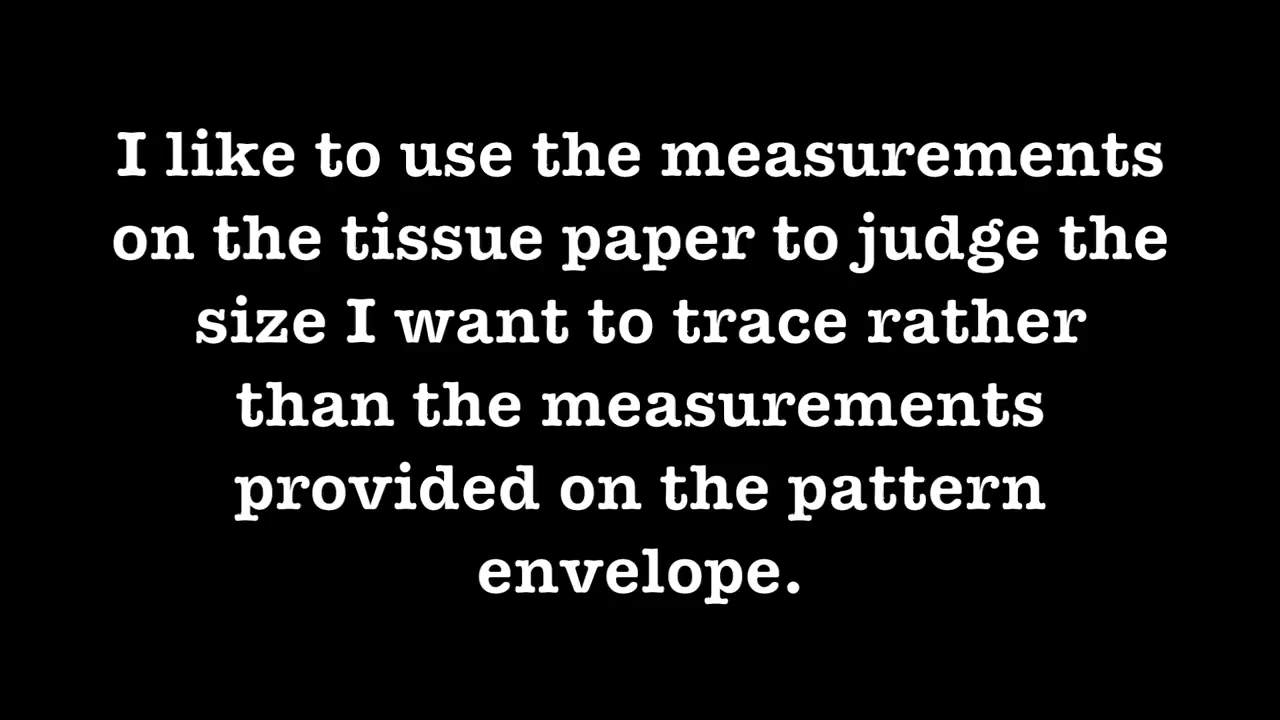 I like to use the measurements
on the tissue paper to judge the
size I want to trace rather
than the measurements
provided on the pattern
envelope.